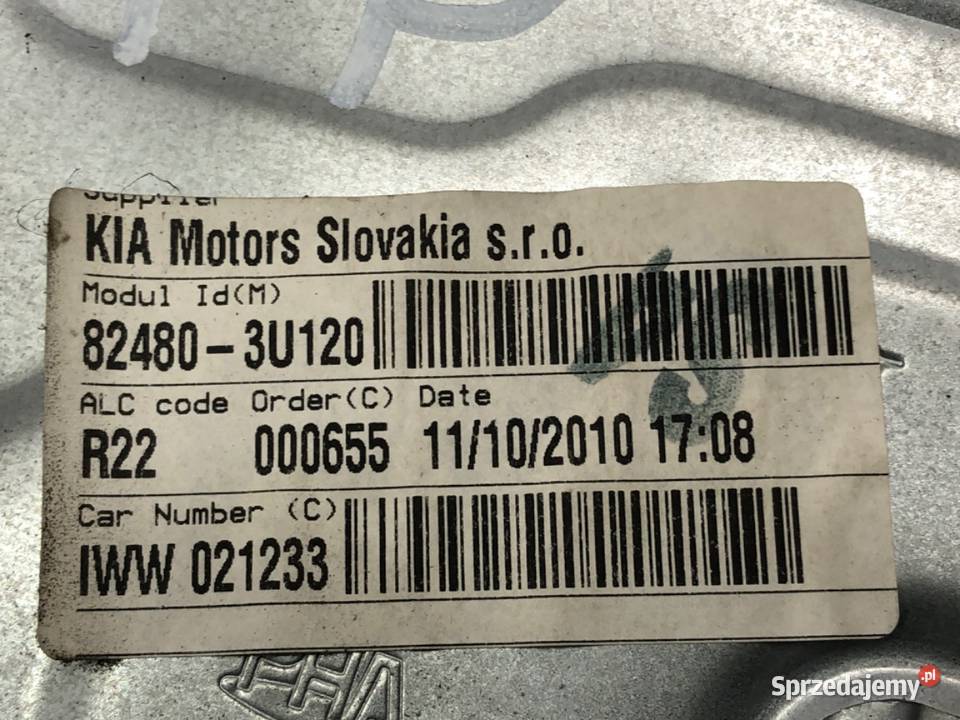 Supplier
KIA Motors Slovakia s.r.o.
Modul Id(M)
82480-3U120
ALC code Order(C) Date
R22 000655 11/10/2010 17:08
Car Number (C)
IWW 021233
Sprzedajemy.pl